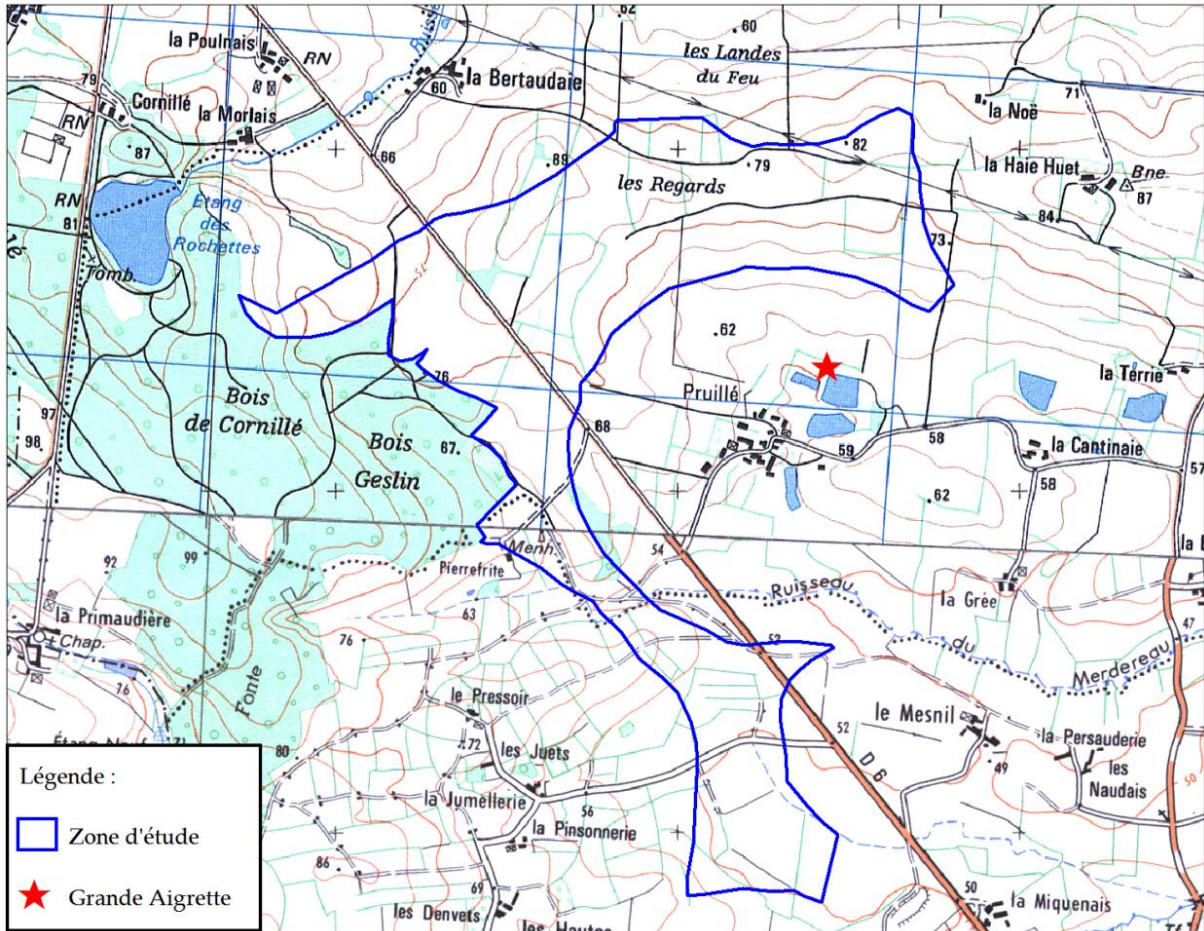 62
60
la Poulnais
RN
les Landes
du Feu
79
Cornillé
60
la Bertaudaie
71
la Noë
RN
la Morlais
87
66
88
79
82
la Haie Huet
Bne
87
84
les Regards
RN
81
Étang
des
Rochettes
Tomb.
73
62
76
la Terrie
Bois
de Cornillé
Bois
Geslin
67
68
Pruillé
59
58
la Cantinaie
57
58
62
97
98
99
92
Menh.
Pierrefrite
54
la Grée
Ruisseau
du
Merdereau
47
63
76
52
la Primaudière
Chap.
76
Fonte
le Pressoir
72
les Juets
la Jumellerie
56
la Pinsonnerie
86
69
les Denvets
80
52
D 6
le Mesnil
49
la Persauderie
les
Naudais
50
50
la Miquenais
Légende :
Zone d'étude
Grande Aigrette